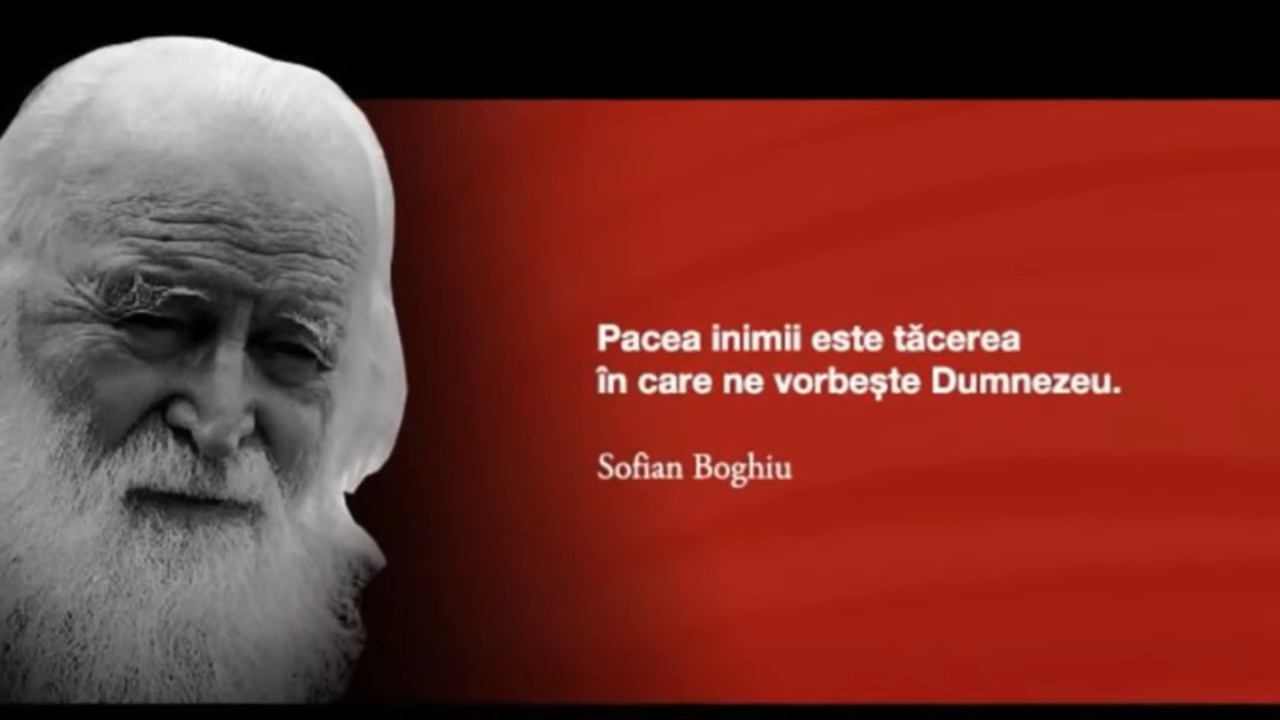 Pacea inimii este tăcerea
în care ne vorbește Dumnezeu.
Sofian Boghiu